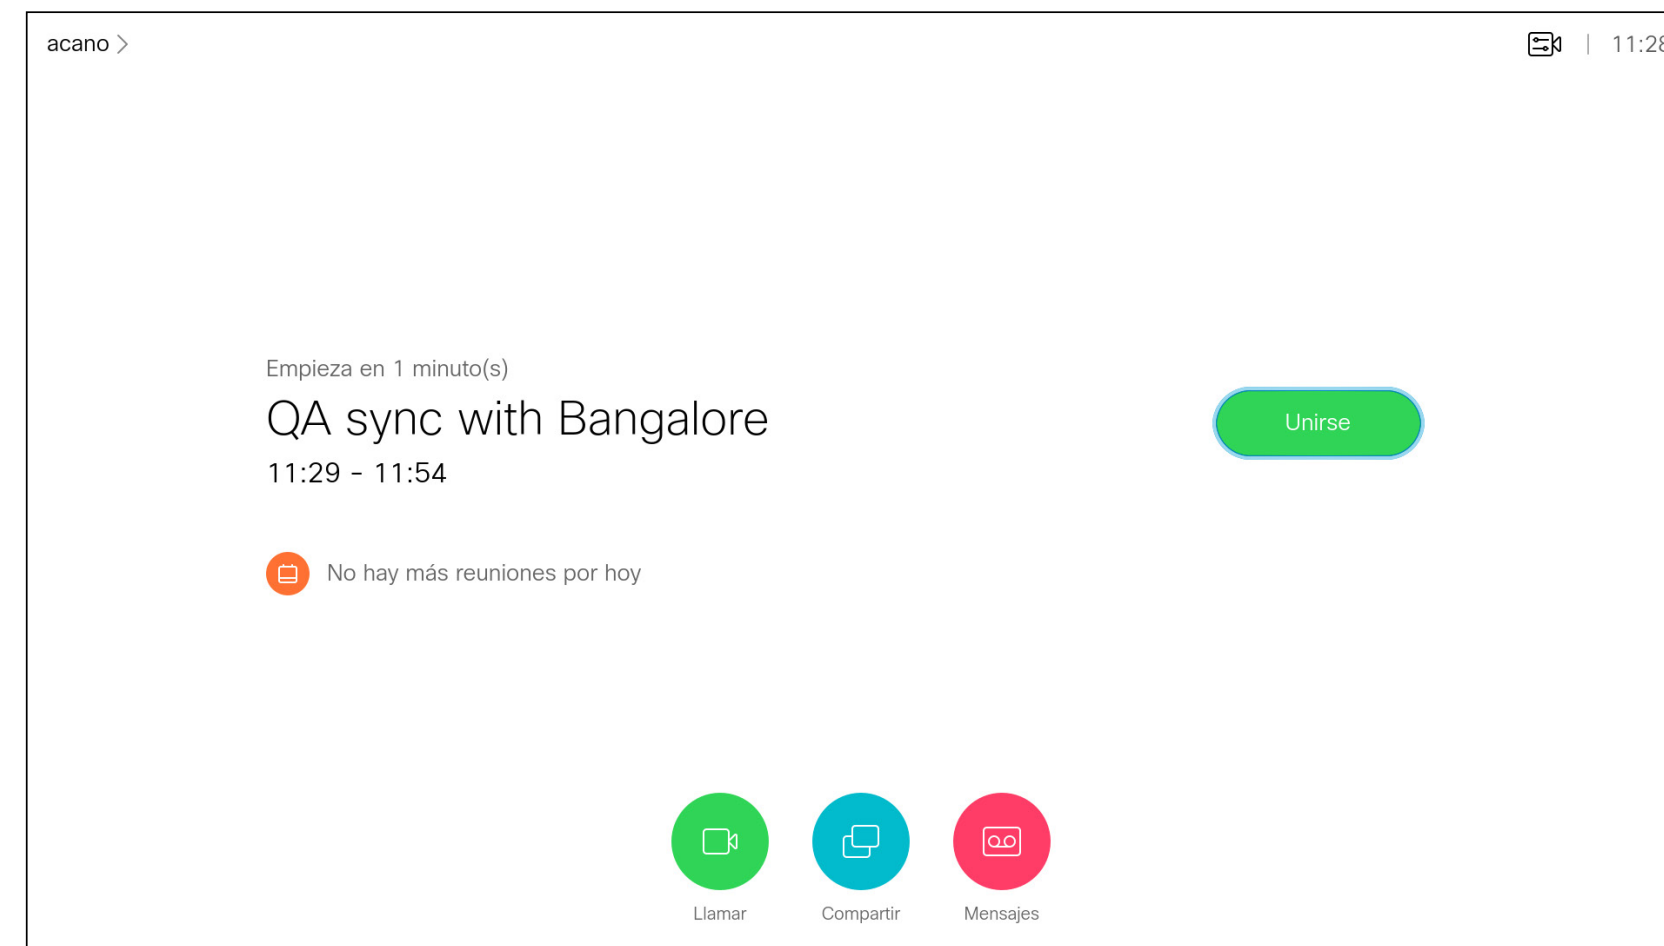 acano
11:28
Empieza en 1 minuto(s)
QA sync with Bangalore
11:29 - 11:54
Unirse
No hay más reuniones por hoy
Llamar
Compartir
Mensajes